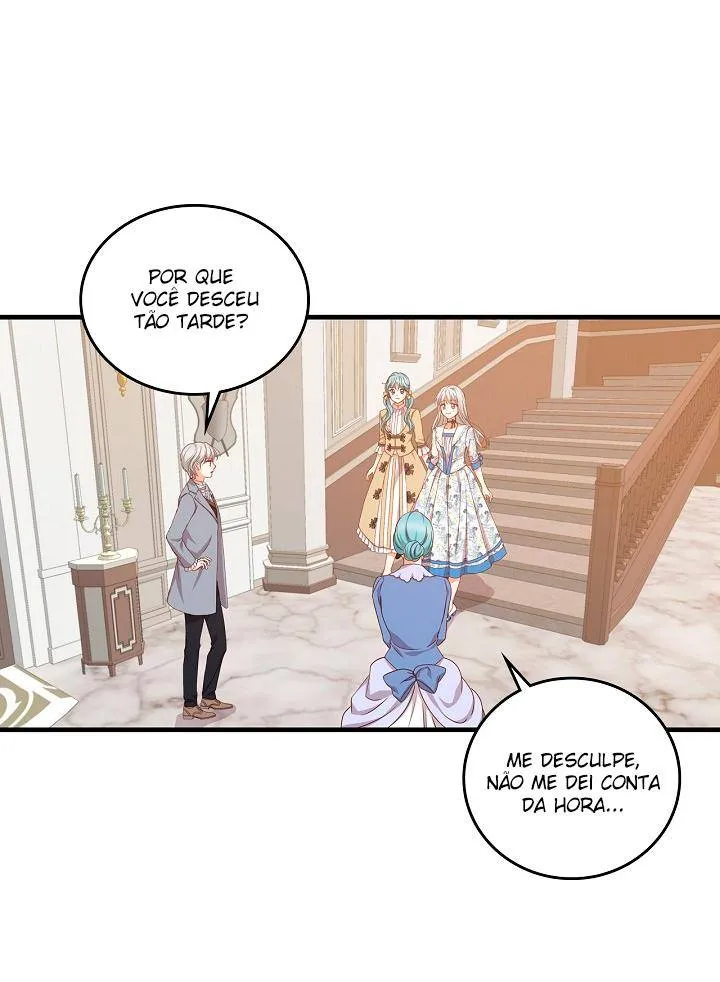 POR QUE
VOCÊ DESCEU
TÃO TARDE?
ME DESCULPE,
NÃO ME DEI CONTA
DA HORA...